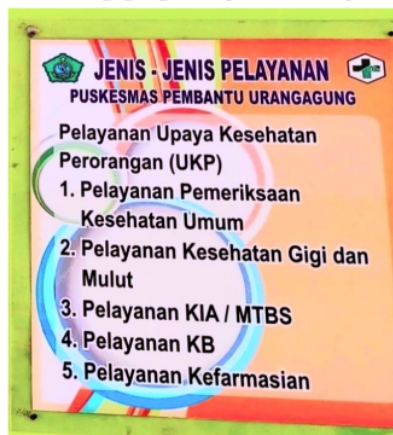 JENIS - JENIS PELAYANAN
PUSKESMAS PEMBANTU URANGAGUNG
Pelayanan Upaya Kesehatan
Perorangan (UKP)
1. Pelayanan Pemeriksaan
Kesehatan Umum
2. Pelayanan Kesehatan Gigi dan
Mulut
3. Pelayanan KIA / MTBS
4. Pelayanan KB
5. Pelayanan Kefarmasian